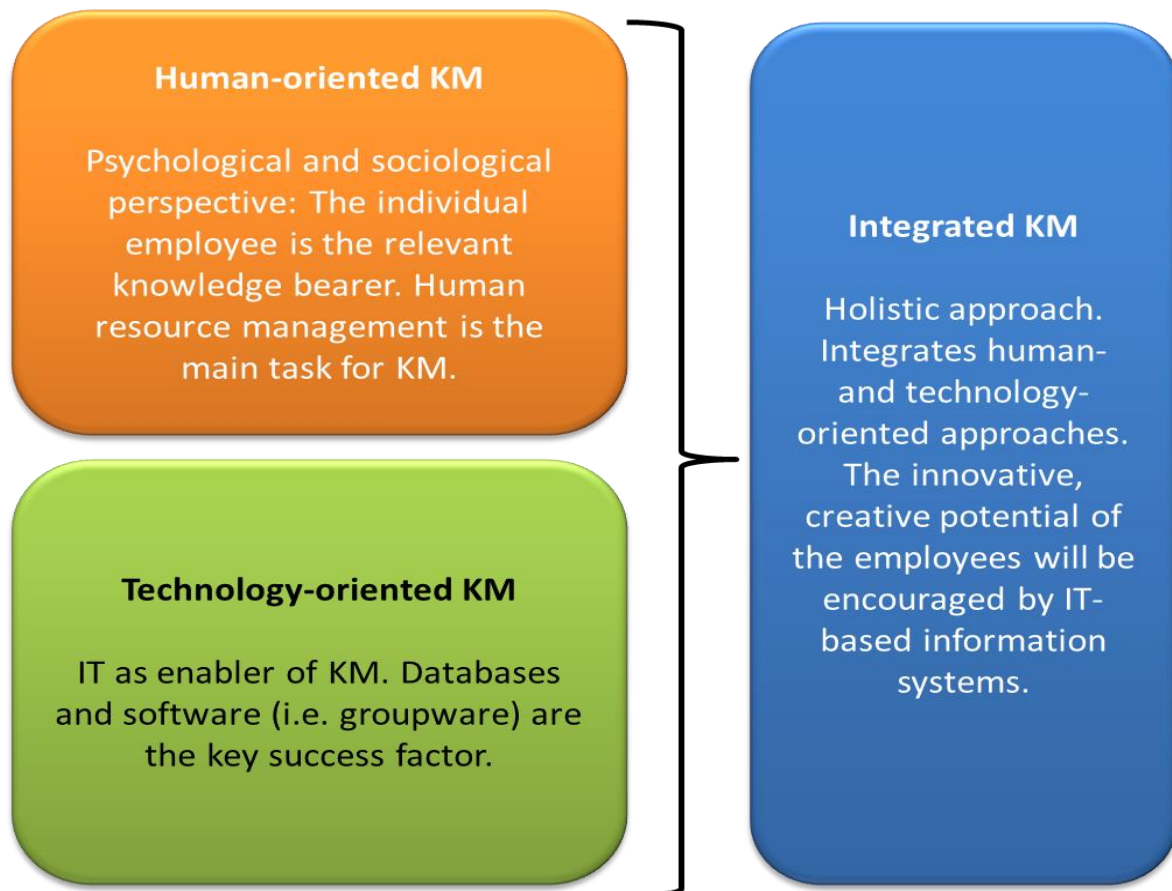 Human-oriented KM
Psychological and sociological
perspective: The individual
employee is the relevant
knowledge bearer. Human
resource management is the
main task for KM.
Technology-oriented KM
IT as enabler of KM. Databases
and software (i.e. groupware) are
the key success factor.
Integrated KM
Holistic approach.
Integrates human-
and technology-
oriented approaches.
The innovative,
creative potential of
the employees will be
encouraged by IT-
based information
systems.